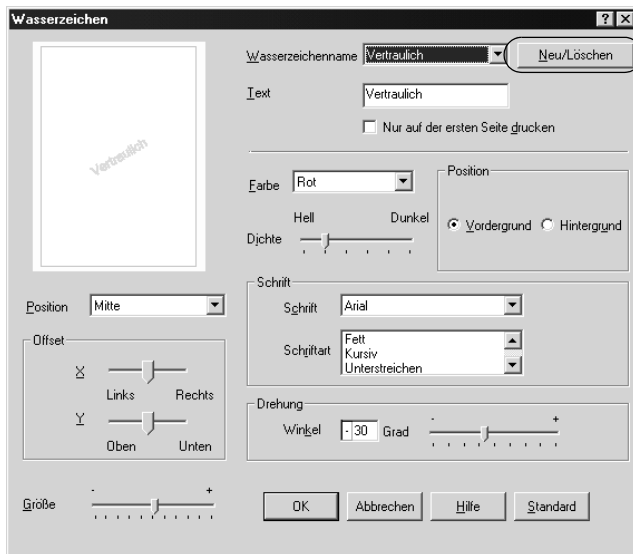 Wasserzeichen
Wasserzeichenname Vertraulich Neu/Löschen
Text Vertraulich
Nur auf der ersten Seite drucken
Vertraulich
Farbe Rot
Position
Hell Dunkel
Vordergrund Hintergrund
Dichte
Position Mitte
Schrift
Schrift Arial
Schriftart Fett
Kursiv
Unterstreichen
Offset
X
Links Rechts
Y
Oben Unten
Drehung
- +
Winkel - 30 Grad
Größe - +
OK Abbrechen Hilfe Standard